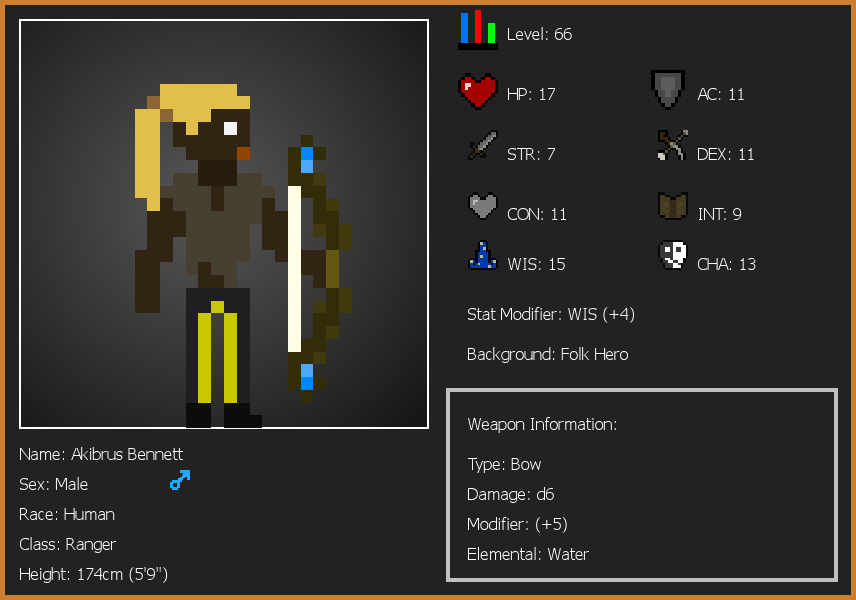 Level: 66
HP: 17
AC: 11
STR: 7
DEX: 11
CON: 11
INT: 9
WIS: 15
CHA: 13
Stat Modifier: WIS (+4)
Background: Folk Hero
Weapon Information:
Type: Bow
Damage: d6
Modifier: (+5)
Elemental: Water
Name: Akibrus Bennett
Sex: Male
Race: Human
Class: Ranger
Height: 174cm (5'9")